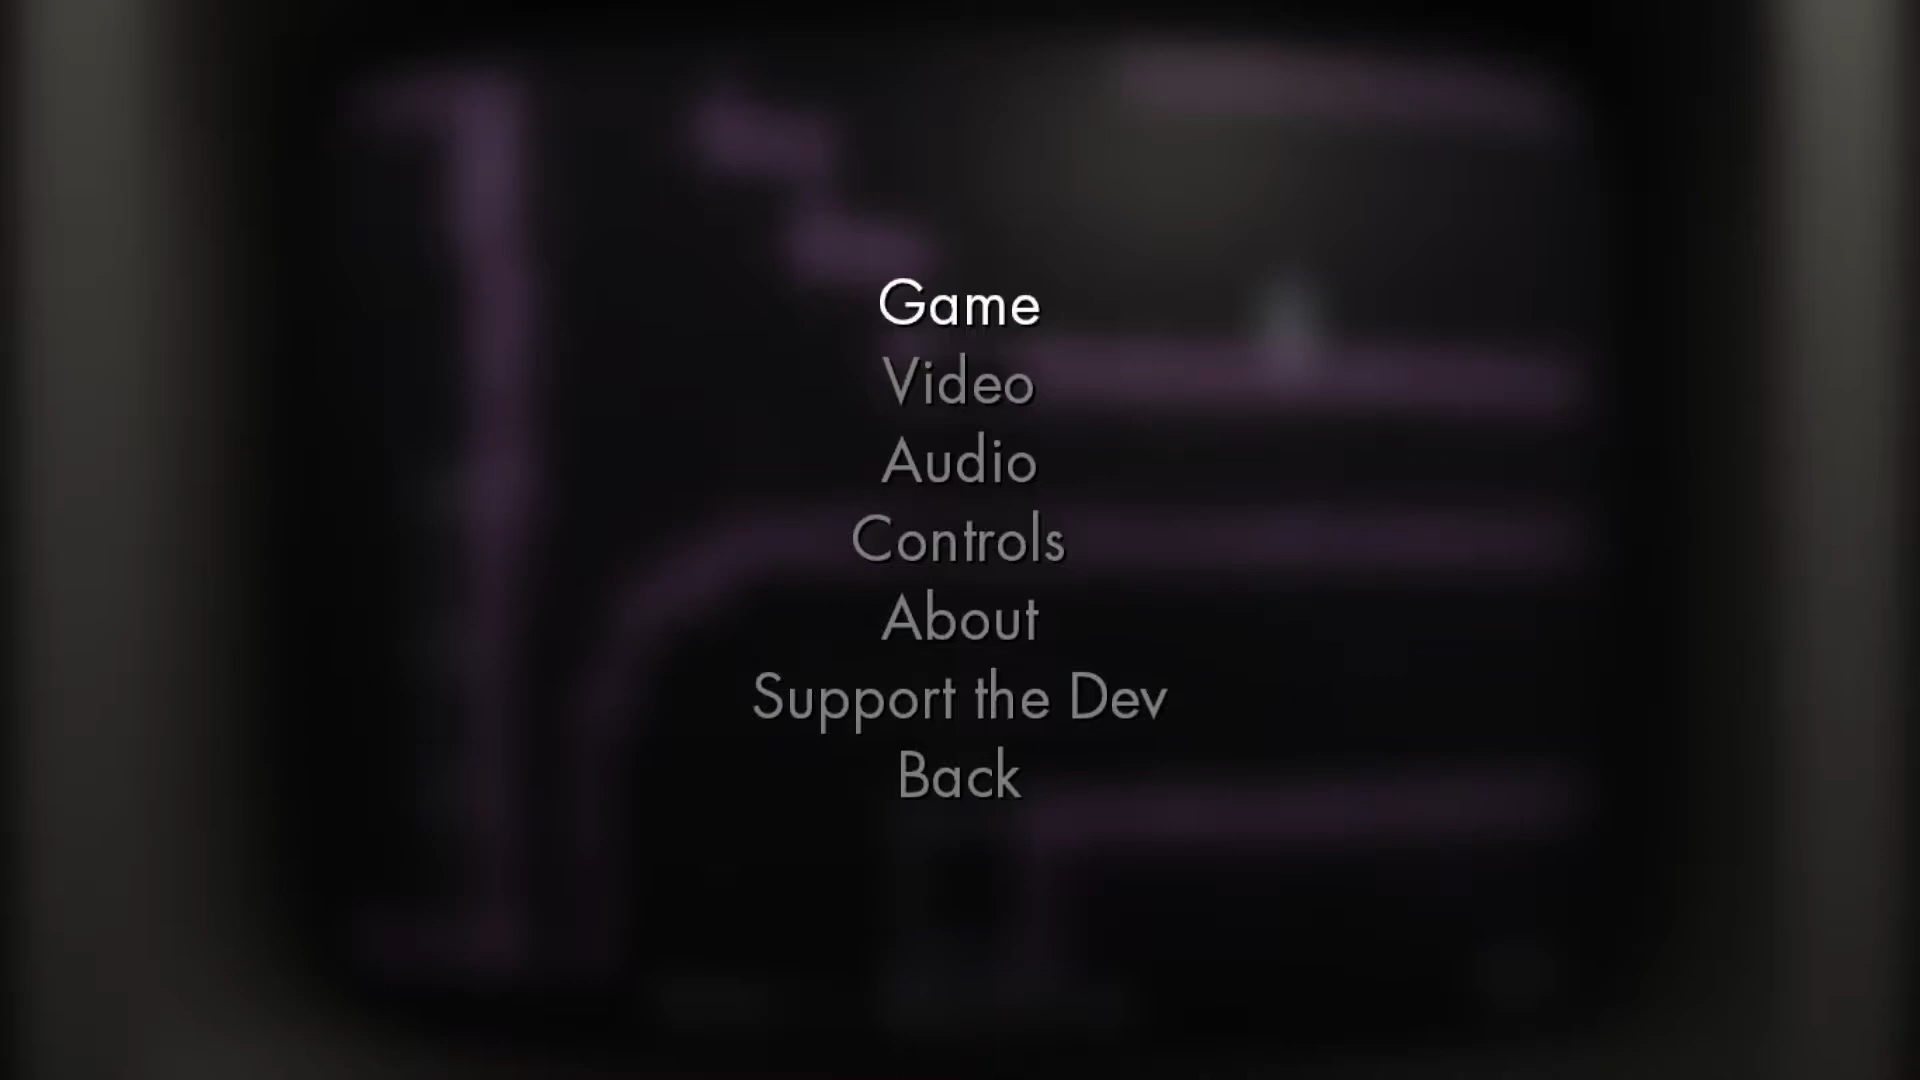 Game
Video
Audio
Controls
About
Support the Dev
Back